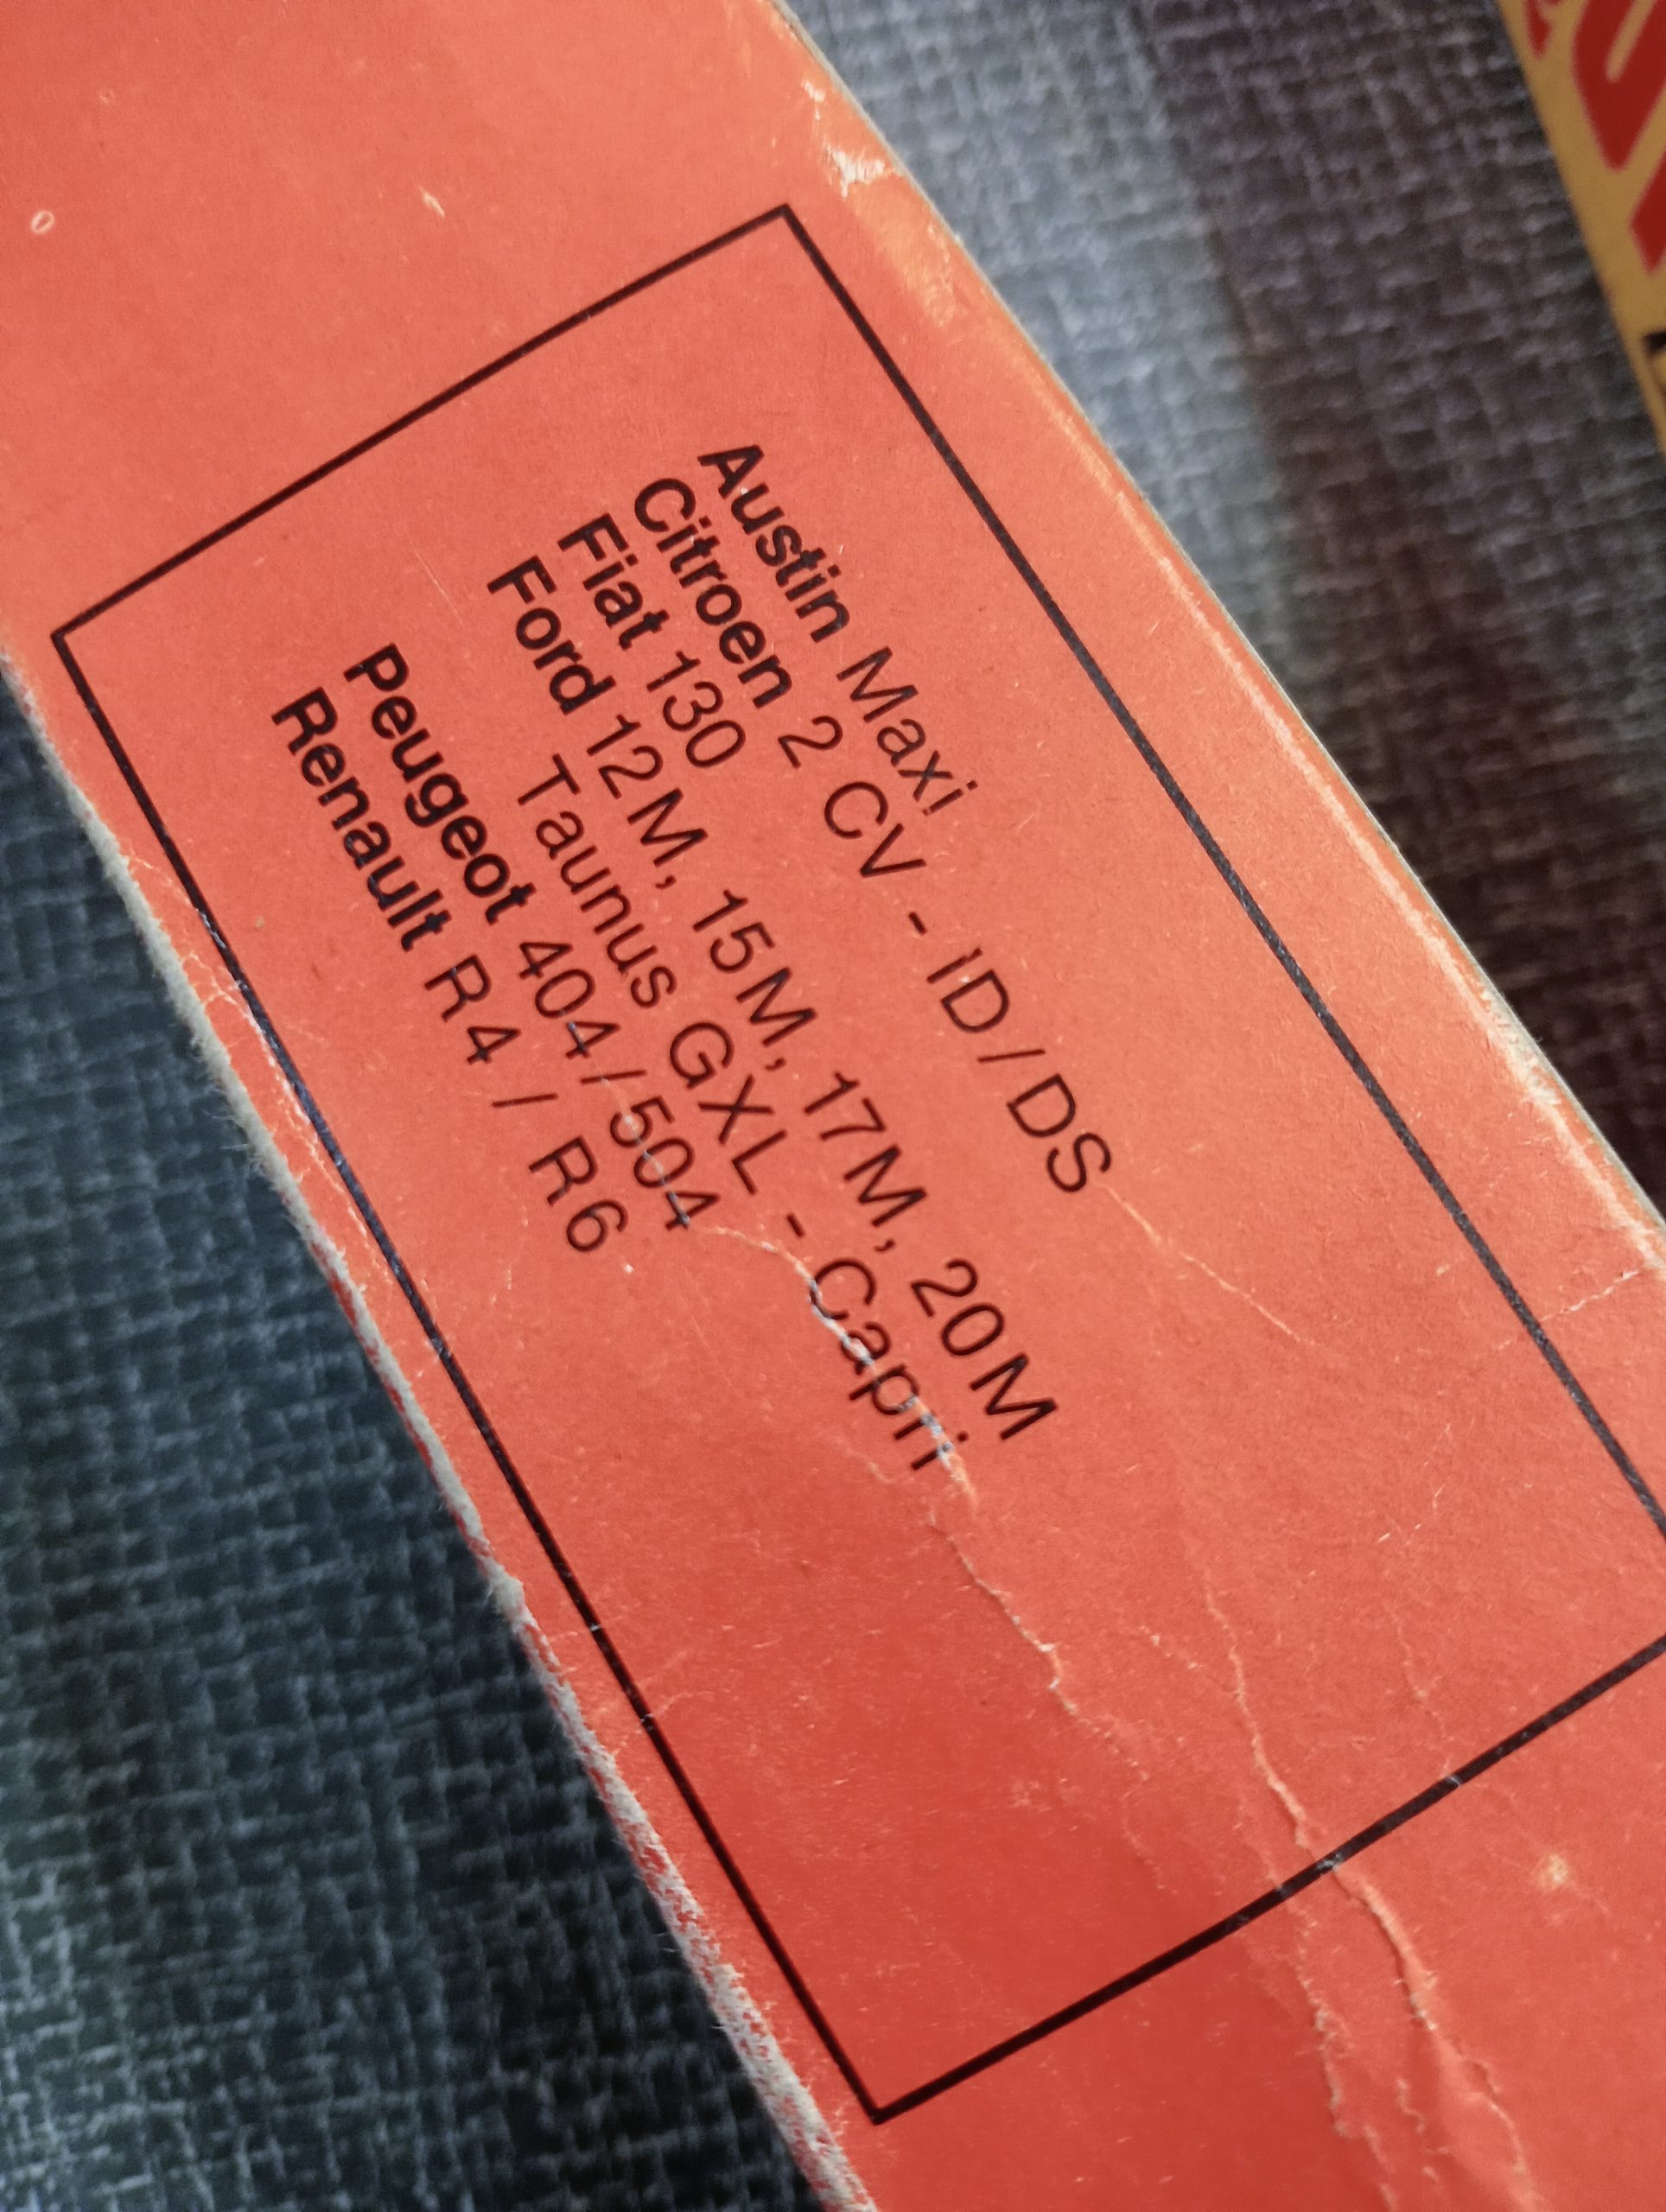 Austin Maxi
Citroen 2 CV - ID/DS
Fiat 130
Ford 12M, 15M, 17M, 20M
Taunus GXL - Capri
Peugeot 404/504
Renault R4 / R6